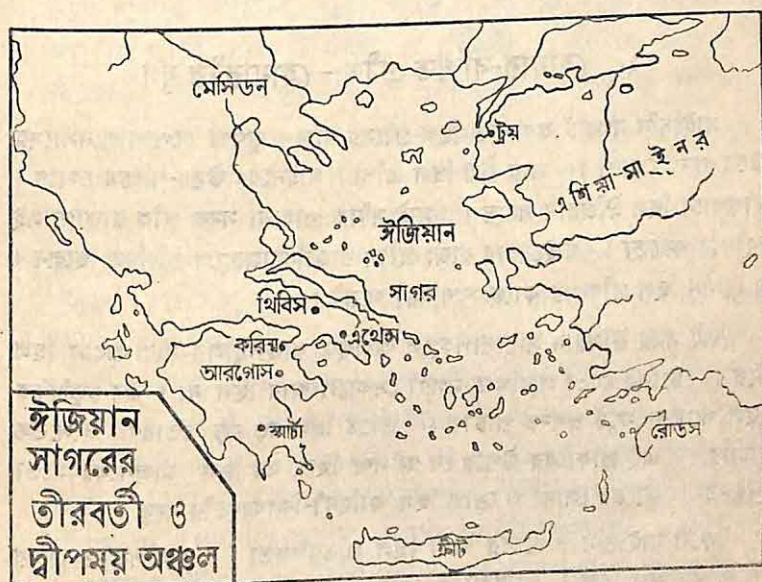 মেসিডন
ট্রয়
এশিয়া-মাইনর
ঈজিয়ান
সাগর
থিবিস
এথেন্স
করিন্থ
আরগোস
স্পার্টা
রোডস
ক্রীট
ঈজিয়ান
সাগরের
তীরবর্তী ও
দ্বীপময় অঞ্চল